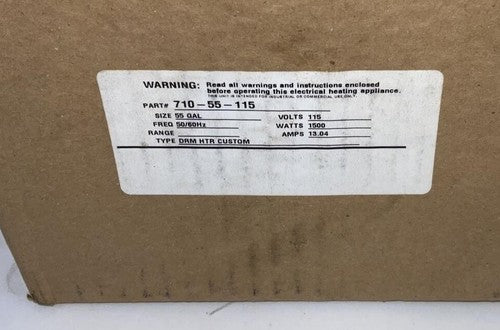 WARNING: Read all warnings and instructions enclosed
before operating this electrical heating appliance.
THIS UNIT IS INTENDED FOR INDUSTRIAL OR COMMERCIAL USE ONLY.
PART# 710-55-115
SIZE 55 GAL VOLTS 115
FREQ 50/60Hz WATTS 1500
RANGE AMPS 13.04
TYPE DRM HTR CUSTOM